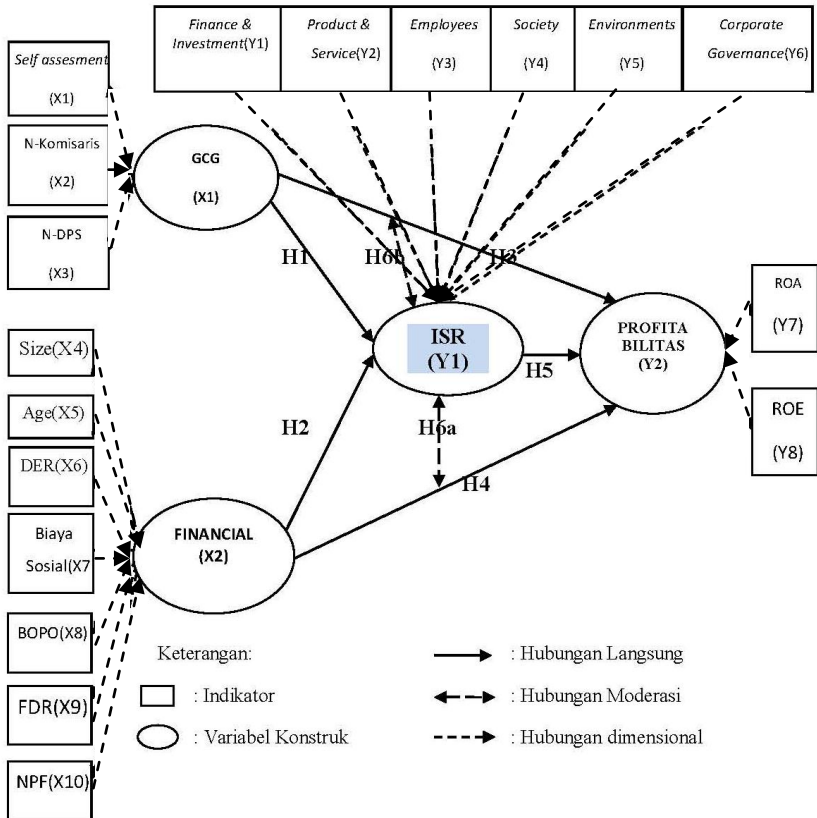 Finance &
Investment(Y1)
Product &
Service(Y2)
Employees
(Y3)
Society
(Y4)
Environments
(Y5)
Corporate
Governance(Y6)
Self assesment
(X1)
N-Komisaris
(X2)
N-DPS
(X3)
GCG
(X1)
H1
H6b
H3
ISR
(Y1)
PROFITA
BILITAS
(Y2)
ROA
(Y7)
ROE
(Y8)
H5
H2
H6a
H4
Size(X4)
Age(X5)
DER(X6)
Biaya
Sosial(X7
BOPO(X8)
FDR(X9)
NPF(X10)
FINANCIAL
(X2)
Keterangan:
: Indikator
: Variabel Konstruk
: Hubungan Langsung
: Hubungan Moderasi
: Hubungan dimensional